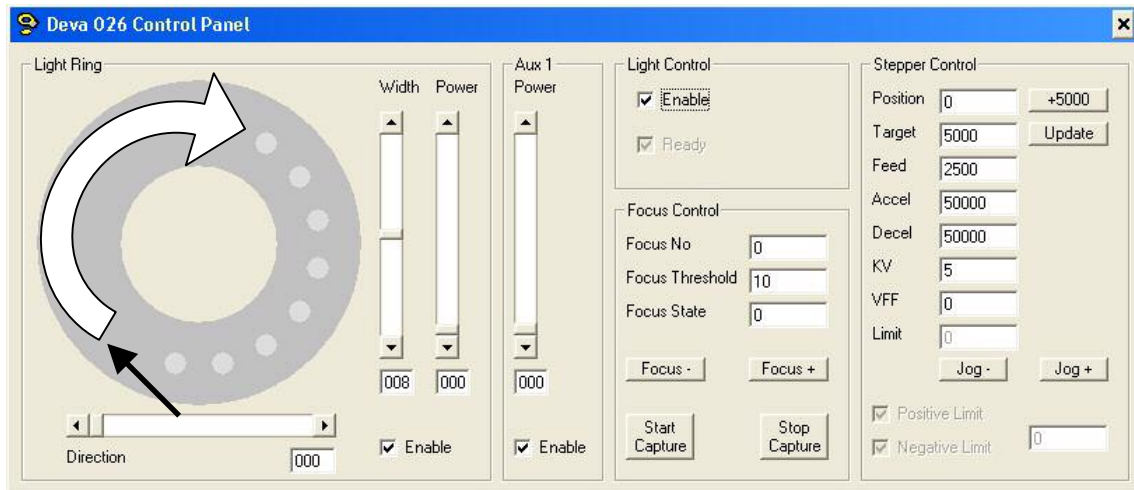 Deva 026 Control Panel
Light Ring
Width Power
008 000
Enable
Direction
000
Aux 1
Power
000
Enable
Light Control
Enable
Ready
Focus Control
Focus No 0
Focus Threshold 10
Focus State 0
Focus - Focus +
Start
Capture
Stop
Capture
Stepper Control
Position 0 +5000
Target 5000 Update
Feed 2500
Accel 50000
Decel 50000
KV 5
VFF 0
Limit 0
Jog - Jog +
Positive Limit
Negative Limit 0